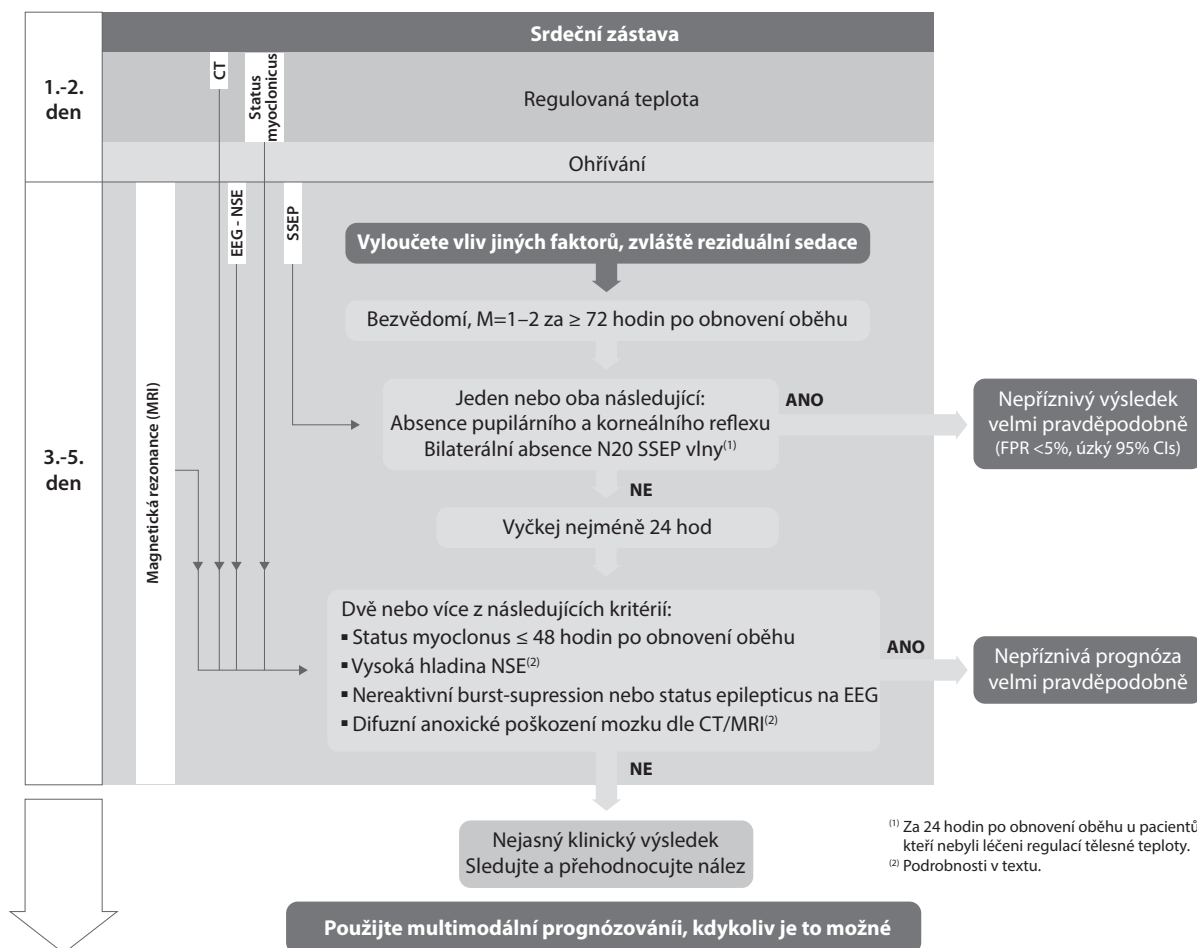 Srdeční zástava
1.-2.
den
CT
Status
myoclonicus
Regulovaná teplota
Ohřívání
3.-5.
den
Magnetická rezonance (MRI)
EEG - NSE
SSEP
Vyloučete vliv jiných faktorů, zvláště reziduální sedace
Bezvědomí, M=1–2 za ≥ 72 hodin po obnovení oběhu
Jeden nebo oba následující:
Absence pupilárního a korneálního reflexu
Bilaterální absence N20 SSEP vlny(1)
ANO
Nepříznivý výsledek
velmi pravděpodobně
(FPR <5%, úzký 95% CIs)
NE
Vyčkej nejméně 24 hod
Dvě nebo více z následujících kritérií:
▪ Status myoclonus ≤ 48 hodin po obnovení oběhu
▪ Vysoká hladina NSE(2)
▪ Nereaktivní burst-supression nebo status epilepticus na EEG
▪ Difuzní anoxické poškození mozku dle CT/MRI(2)
ANO
Nepříznivá prognóza
velmi pravděpodobně
NE
Nejasný klinický výsledek
Sledujte a přehodnocujte nález
(1) Za 24 hodin po obnovení oběhu u pacientů
kteří nebyli léčeni regulací tělesné teploty.
(2) Podrobnosti v textu.
Použijte multimodální prognózováníi, kdykoliv je to možné